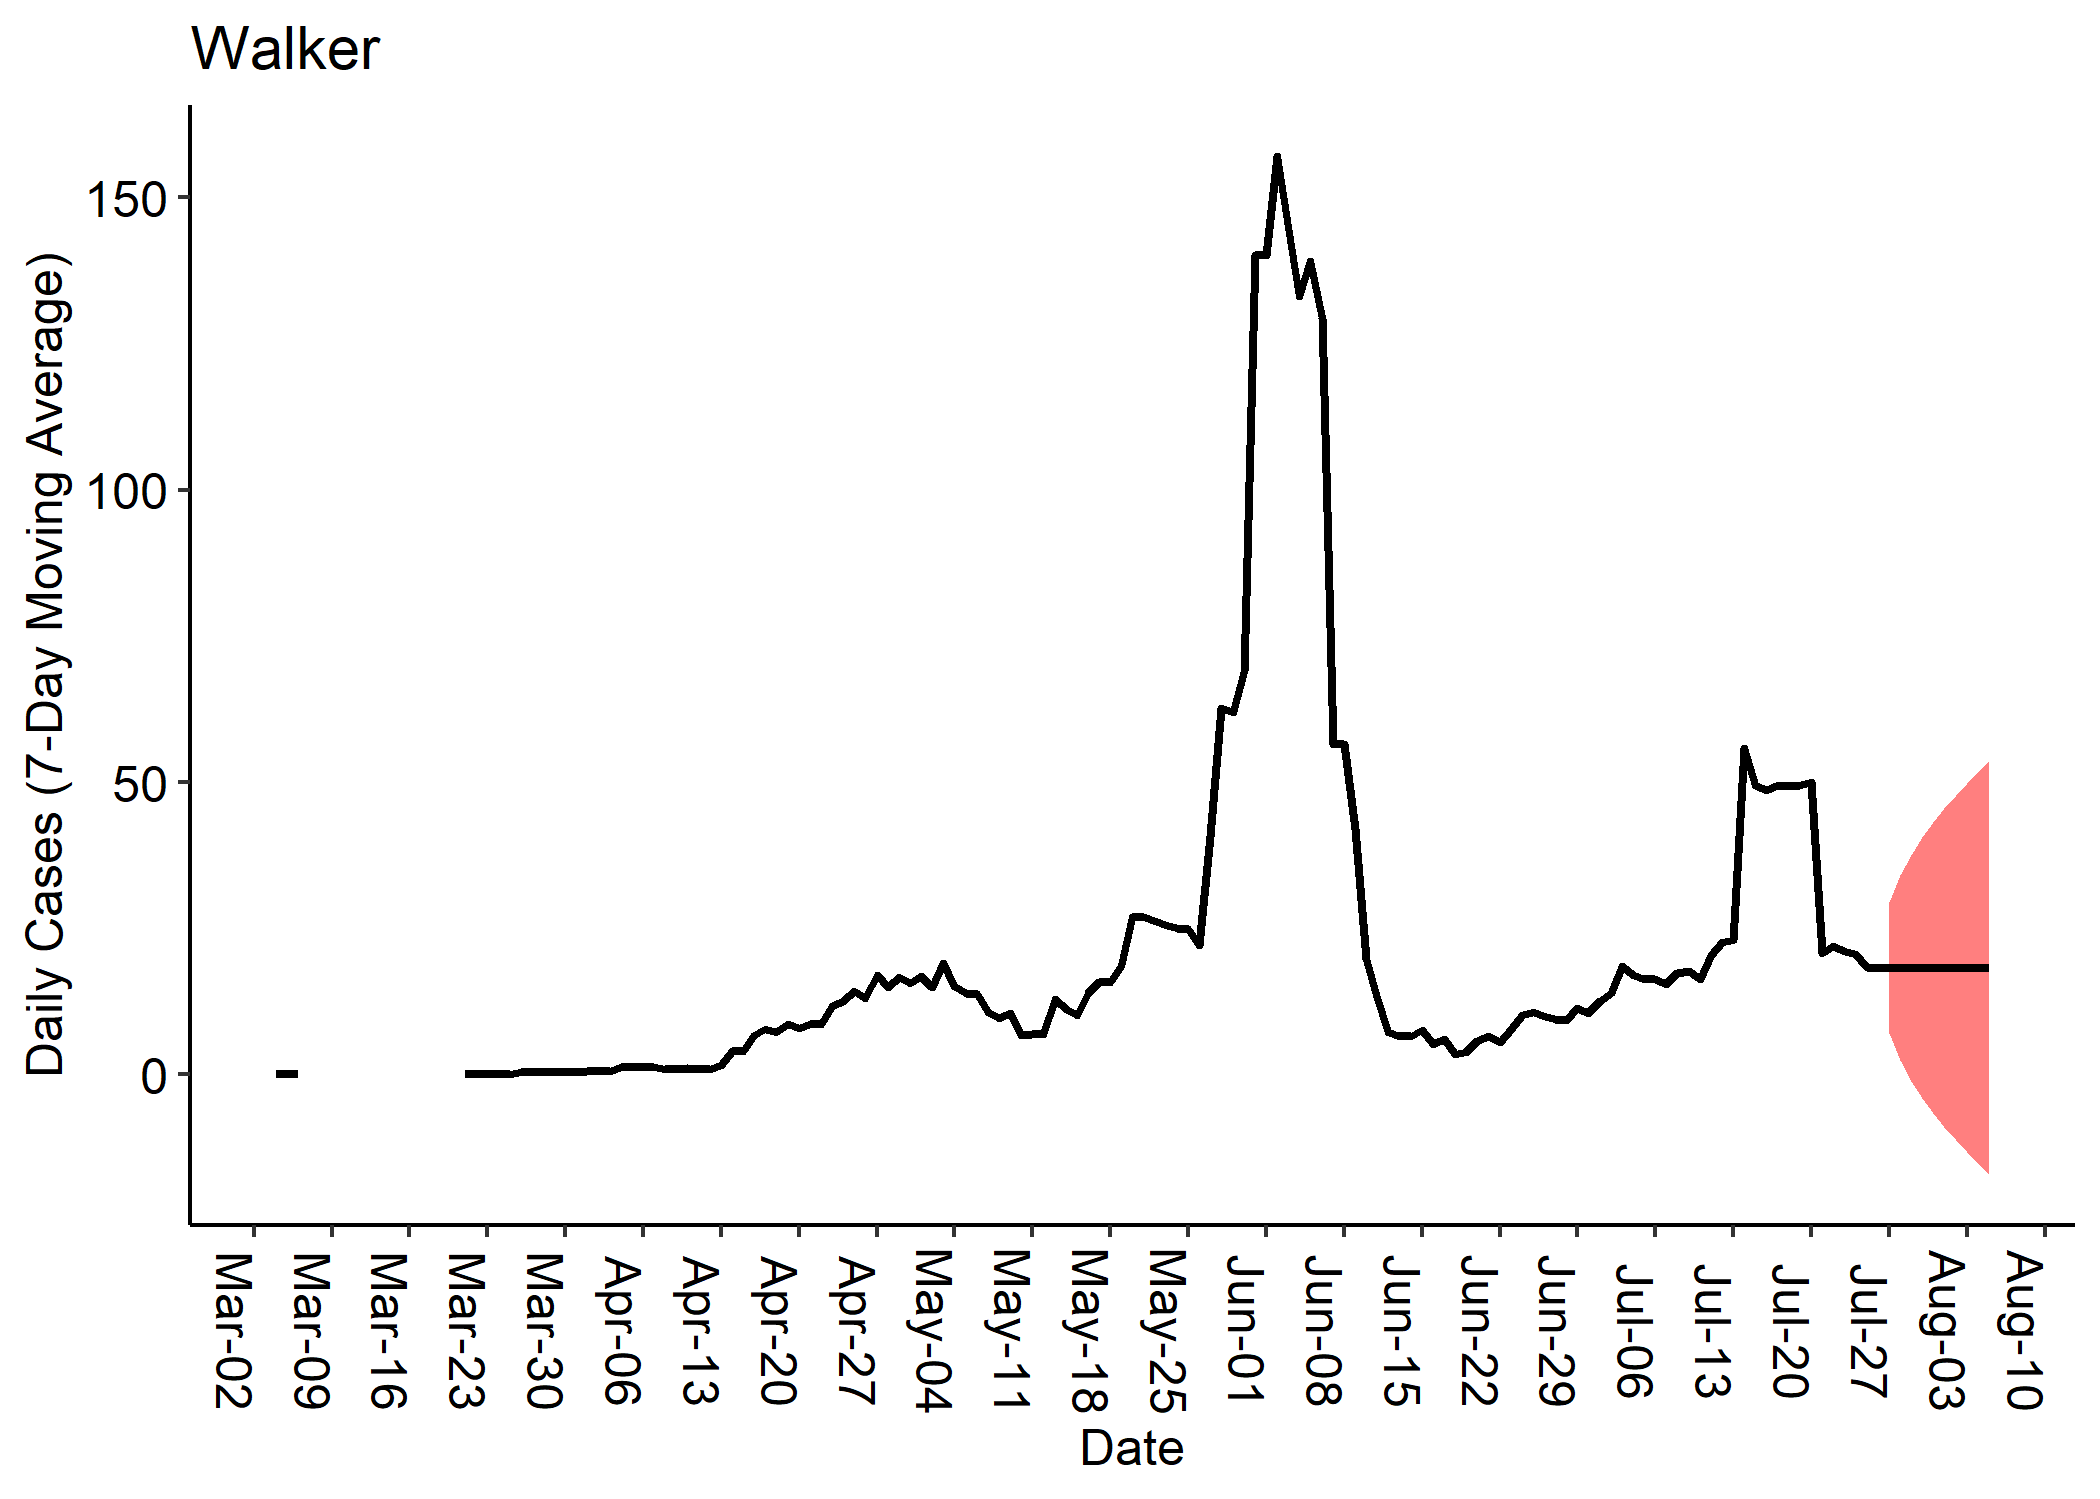 Walker
Daily Cases (7-Day Moving Average)
150
100
50
0
Mar-02
Mar-09
Mar-16
Mar-23
Mar-30
Apr-06
Apr-13
Apr-20
Apr-27
May-04
May-11
May-18
May-25
Jun-01
Jun-08
Jun-15
Jun-22
Jun-29
Jul-06
Jul-13
Jul-20
Jul-27
Aug-03
Aug-10
Date